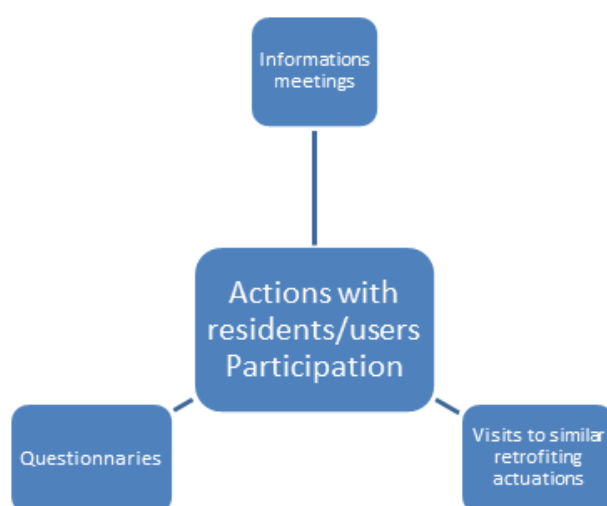 Informations
meetings
Actions with
residents/users
Participation
Questionnaries
Visits to similar
retrofiting
actuations